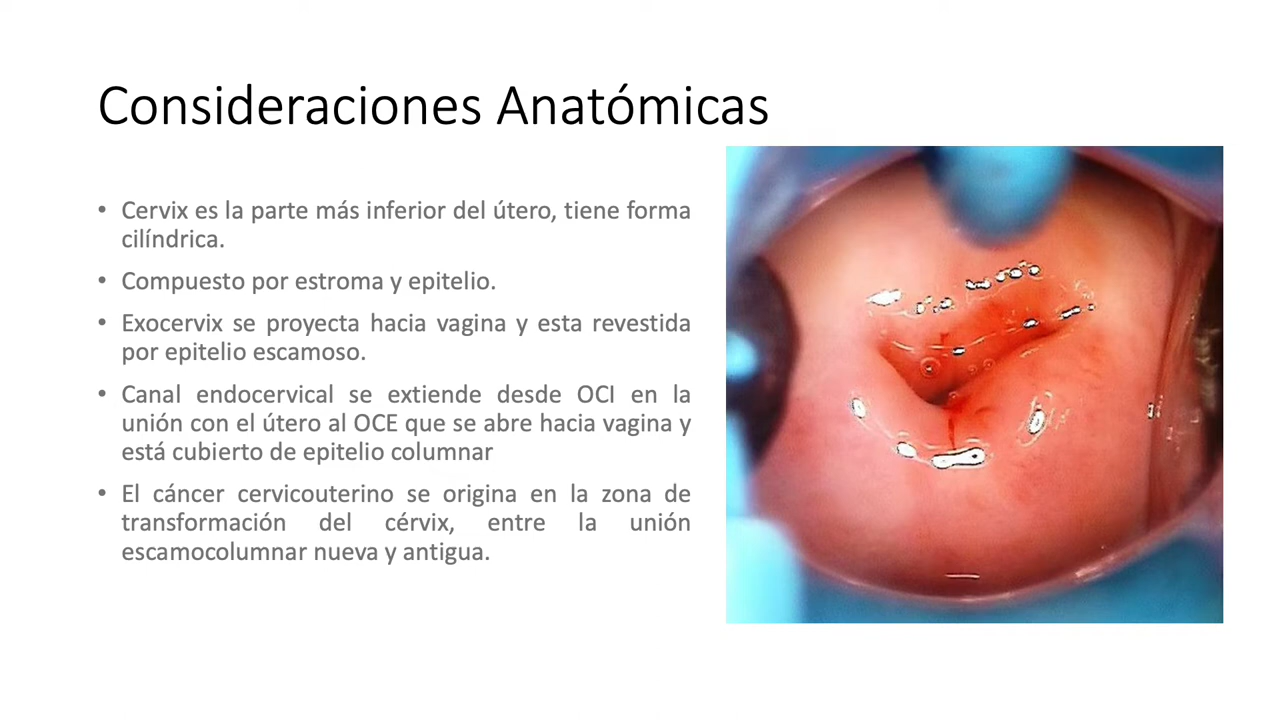 Consideraciones Anatómicas
• Cervix es la parte más inferior del útero, tiene forma
cilíndrica.
• Compuesto por estroma y epitelio.
• Exocervix se proyecta hacia vagina y esta revestida
por epitelio escamoso.
• Canal endocervical se extiende desde OCI en la
unión con el útero al OCE que se abre hacia vagina y
está cubierto de epitelio columnar
• El cáncer cervicouterino se origina en la zona de
transformación del cérvix, entre la unión
escamocolumnar nueva y antigua.